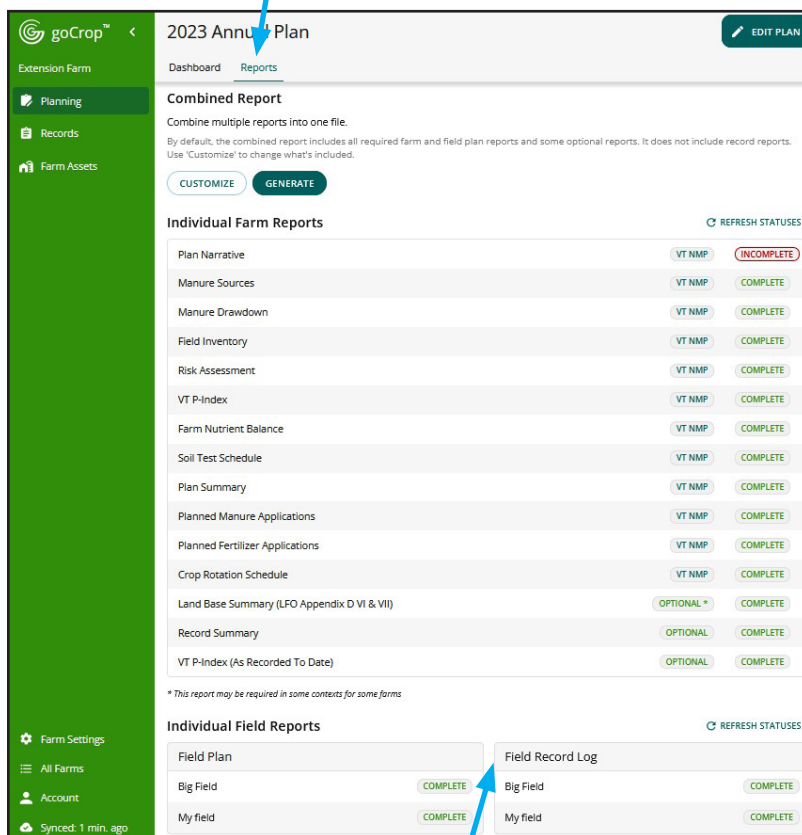 goCrop™
Extension Farm
Planning
Records
Farm Assets
Farm Settings
All Farms
Account
Synced: 1 min. ago
2023 Annual Plan
EDIT PLAN
Dashboard Reports
Combined Report
Combine multiple reports into one file.
By default, the combined report includes all required farm and field plan reports and some optional reports. It does not include record reports.
Use 'Customize' to change what's included.
CUSTOMIZE GENERATE
Individual Farm Reports REFRESH STATUSES
Plan Narrative VT NMP INCOMPLETE
Manure Sources VT NMP COMPLETE
Manure Drawdown VT NMP COMPLETE
Field Inventory VT NMP COMPLETE
Risk Assessment VT NMP COMPLETE
VT P-Index VT NMP COMPLETE
Farm Nutrient Balance VT NMP COMPLETE
Soil Test Schedule VT NMP COMPLETE
Plan Summary VT NMP COMPLETE
Planned Manure Applications VT NMP COMPLETE
Planned Fertilizer Applications VT NMP COMPLETE
Crop Rotation Schedule VT NMP COMPLETE
Land Base Summary (LFO Appendix D VI & VII) OPTIONAL * COMPLETE
Record Summary OPTIONAL COMPLETE
VT P-Index (As Recorded To Date) OPTIONAL COMPLETE
* This report may be required in some contexts for some farms
Individual Field Reports REFRESH STATUSES
Field Plan Field Record Log
Big Field COMPLETE Big Field COMPLETE
My field COMPLETE My field COMPLETE